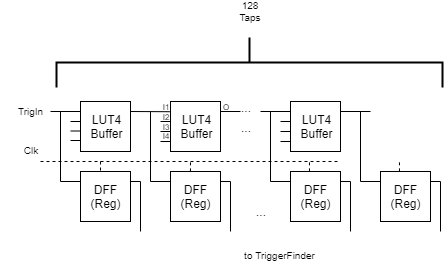 128
Taps
TrigIn
LUT4
Buffer
I1
I2
I3
I4
LUT4
Buffer
O
...
...
LUT4
Buffer
Clk
DFF
(Reg)
DFF
(Reg)
...
DFF
(Reg)
DFF
(Reg)
to TriggerFinder